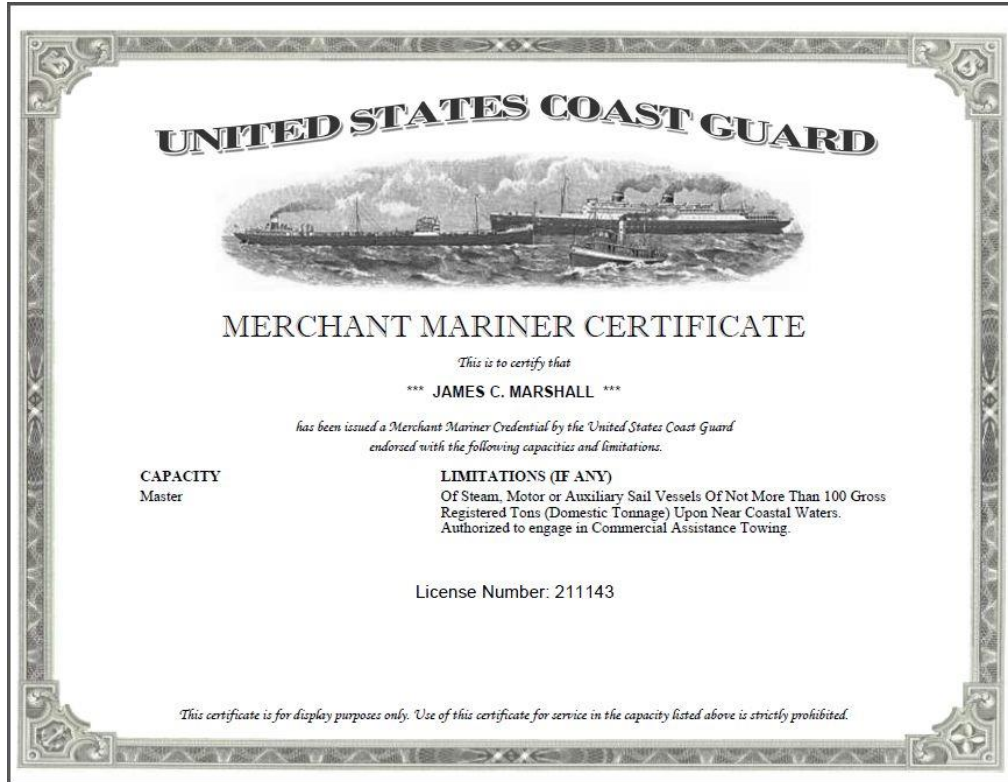 UNITED STATES COAST GUARD
MERCHANT MARINER CERTIFICATE
This is to certify that
*** JAMES C. MARSHALL ***
has been issued a Merchant Mariner Credential by the United States Coast Guard
endorsed with the following capacities and limitations.
CAPACITY
Master
LIMITATIONS (IF ANY)
Of Steam, Motor or Auxiliary Sail Vessels Of Not More Than 100 Gross
Registered Tons (Domestic Tonnage) Upon Near Coastal Waters.
Authorized to engage in Commercial Assistance Towing.
License Number: 211143
This certificate is for display purposes only. Use of this certificate for service in the capacity listed above is strictly prohibited.